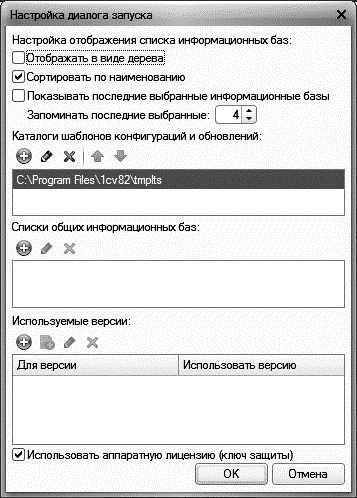 Настройка диалога запуска
Настройка отображения списка информационных баз:
Отображать в виде дерева
Сортировать по наименованию
Показывать последние выбранные информационные базы
Запоминать последние выбранные: 4
Каталоги шаблонов конфигураций и обновлений:
C:\Program Files\1cv82\tmplts
Списки общих информационных баз:
Используемые версии:
Для версии Использовать версию
Использовать аппаратную лицензию (ключ защиты)
OK Отмена